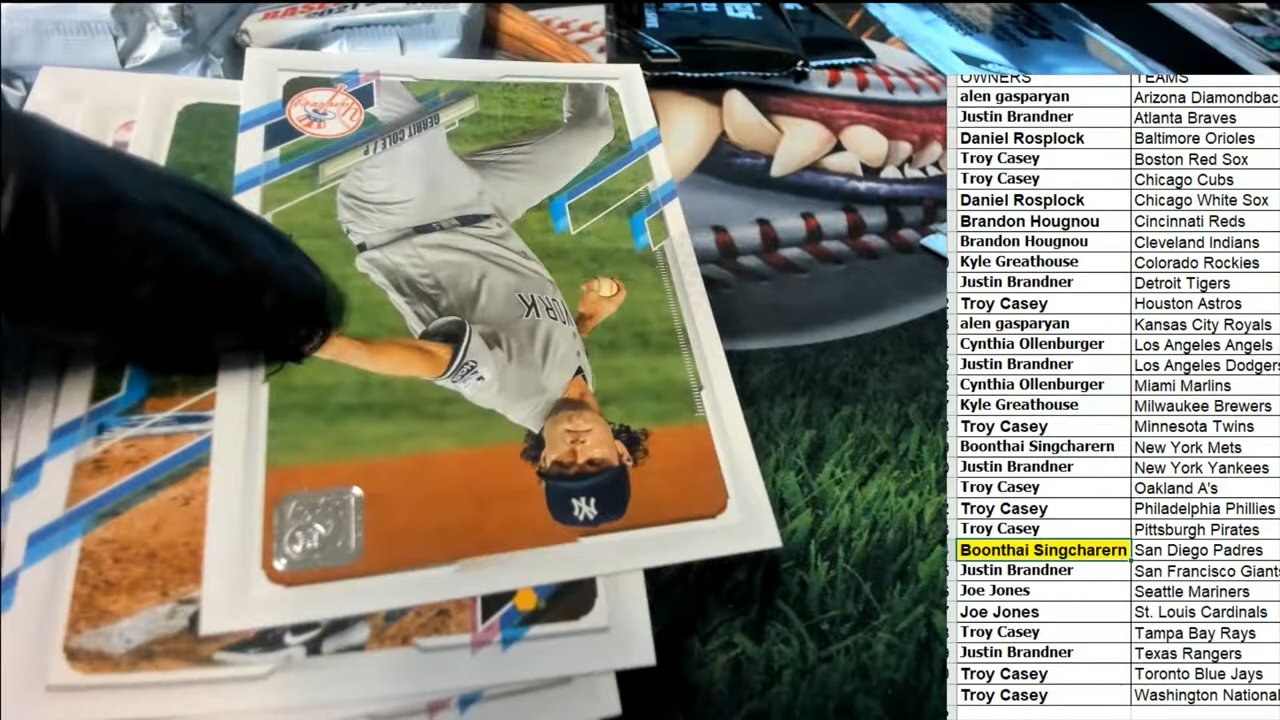 BASEBALL
GERRIT COLE / P
YORK
NY
OWNERS TEAMS
alen gasparyan Arizona Diamondbac
Justin Brandner Atlanta Braves
Daniel Rosplock Baltimore Orioles
Troy Casey Boston Red Sox
Troy Casey Chicago Cubs
Daniel Rosplock Chicago White Sox
Brandon Hougnou Cincinnati Reds
Brandon Hougnou Cleveland Indians
Kyle Greathouse Colorado Rockies
Justin Brandner Detroit Tigers
Troy Casey Houston Astros
alen gasparyan Kansas City Royals
Cynthia Ollenburger Los Angeles Angels
Justin Brandner Los Angeles Dodgers
Cynthia Ollenburger Miami Marlins
Kyle Greathouse Milwaukee Brewers
Troy Casey Minnesota Twins
Boonthai Singcharern New York Mets
Justin Brandner New York Yankees
Troy Casey Oakland A's
Troy Casey Philadelphia Phillies
Troy Casey Pittsburgh Pirates
Boonthai Singcharern San Diego Padres
Justin Brandner San Francisco Giants
Joe Jones Seattle Mariners
Joe Jones St. Louis Cardinals
Troy Casey Tampa Bay Rays
Justin Brandner Texas Rangers
Troy Casey Toronto Blue Jays
Troy Casey Washington National